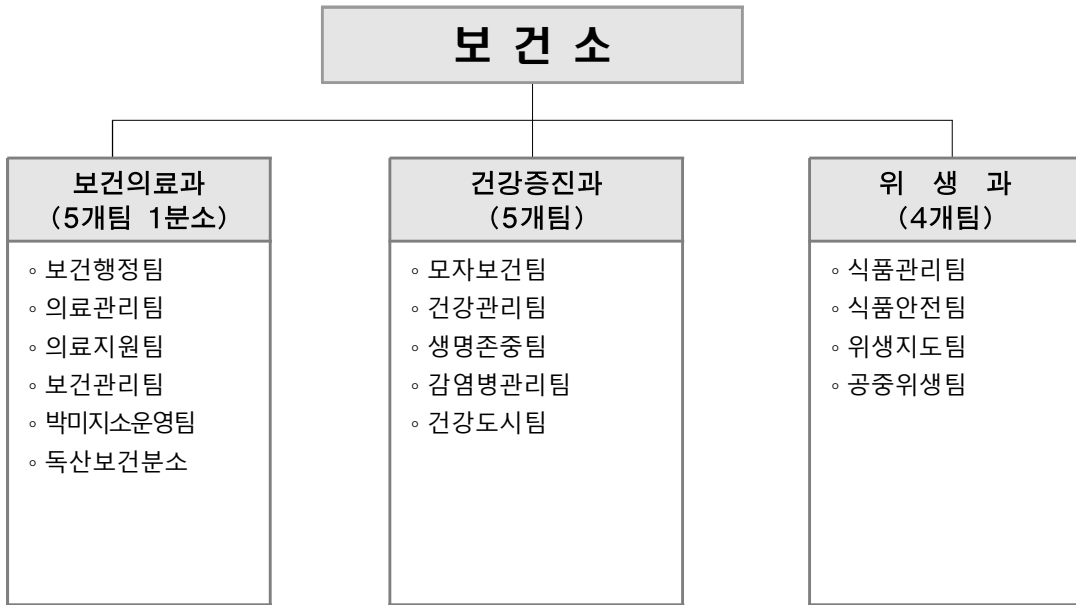 보 건 소
보건의료과
(5개팀 1분소)
◦ 보건행정팀
◦ 의료관리팀
◦ 의료지원팀
◦ 보건관리팀
◦ 박미지소운영팀
◦ 독산보건분소
건강증진과
(5개팀)
◦ 모자보건팀
◦ 건강관리팀
◦ 생명존중팀
◦ 감염병관리팀
◦ 건강도시팀
위 생 과
(4개팀)
◦ 식품관리팀
◦ 식품안전팀
◦ 위생지도팀
◦ 공중위생팀